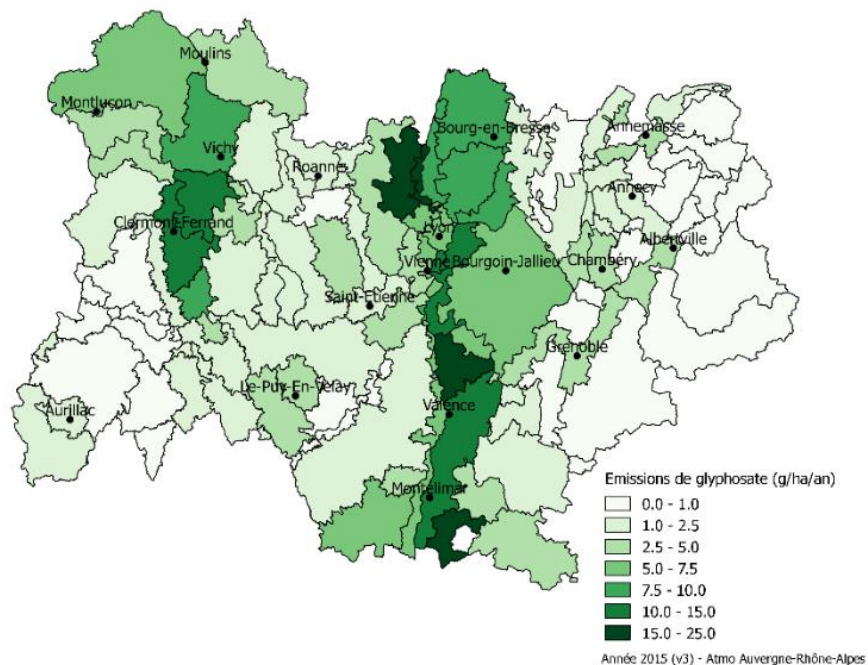 Moulins
Montluçon
Vichy
Roanne
Bourg-en-Bresse
Annemasse
Annecy
Clermont-Ferrand
Lyon
Albertville
Vienne
Bourgoin-Jallieu
Chambéry
Saint-Etienne
Grenoble
Le-Puy-En-Velay
Aurillac
Valence
Montélimar
Emissions de glyphosate (g/ha/an)
0.0 - 1.0
1.0 - 2.5
2.5 - 5.0
5.0 - 7.5
7.5 - 10.0
10.0 - 15.0
15.0 - 25.0
Année 2015 (v3) - Atmo Auvergne-Rhône-Alpes